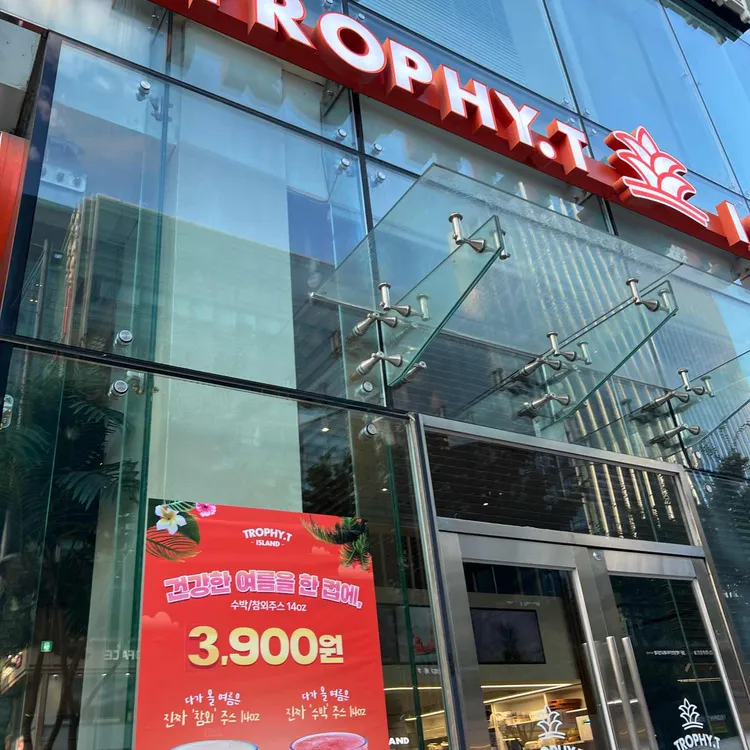 TROPHY.T
TROPHY.T
- ISLAND -
건강한 여름을 한 컵에,
수박/참외주스 14oz
3,900원
다가 올 여름은
진짜 '참외' 주스 14oz
다가 올 여름은
진짜 '수박' 주스 14oz
TROPHY.T
TROPHY.T